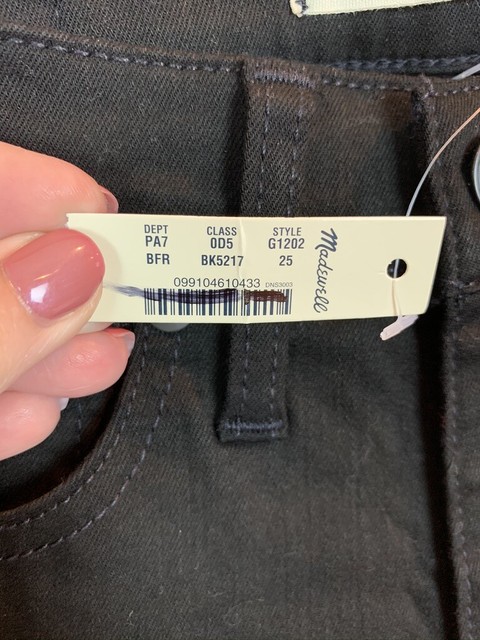 DEPT CLASS STYLE
PA7 0D5 G1202
BFR BK5217 25
099104610433 DNS3003
Madewell